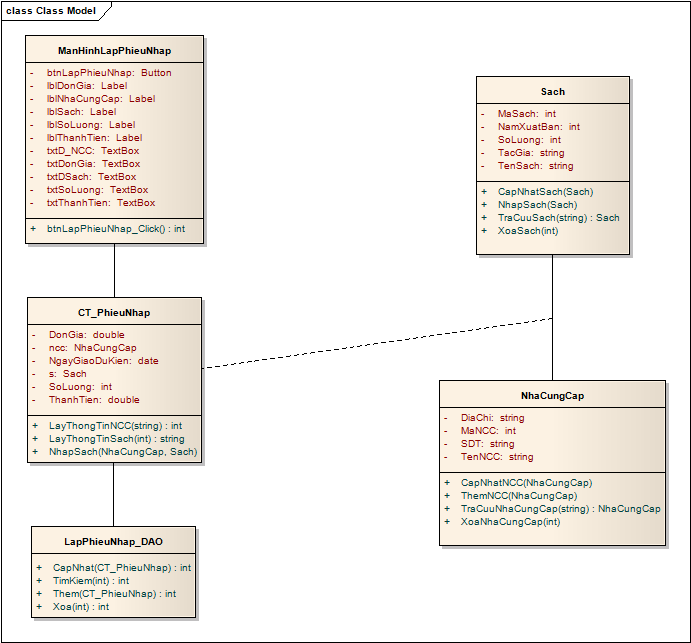 class Class Model
ManHinhLapPhieuNhap
- btnLapPhieuNhap: Button
- lblDonGia: Label
- lblNhaCungCap: Label
- lblSach: Label
- lblSoLuong: Label
- lblThanhTien: Label
- txtD_NCC: TextBox
- txtDonGia: TextBox
- txtDSach: TextBox
- txtSoLuong: TextBox
- txtThanhTien: TextBox
+ btnLapPhieuNhap_Click() : int
Sach
- MaSach: int
- NamXuatBan: int
- SoLuong: int
- TacGia: string
- TenSach: string
+ CapNhatSach(Sach)
+ NhapSach(Sach)
+ TraCuuSach(string) : Sach
+ XoaSach(int)
CT_PhieuNhap
- DonGia: double
- ncc: NhaCungCap
- NgayGiaoDuKien: date
- s: Sach
- SoLuong: int
- ThanhTien: double
+ LayThongTinNCC(string) : int
+ LayThongTinSach(int) : string
+ NhapSach(NhaCungCap, Sach)
NhaCungCap
- DiaChi: string
- MaNCC: int
- SDT: string
- TenNCC: string
+ CapNhatNCC(NhaCungCap)
+ ThemNCC(NhaCungCap)
+ TraCuuNhaCungCap(string) : NhaCungCap
+ XoaNhaCungCap(int)
LapPhieuNhap_DAO
+ CapNhat(CT_PhieuNhap) : int
+ TimKiem(int) : int
+ Them(CT_PhieuNhap) : int
+ Xoa(int) : int